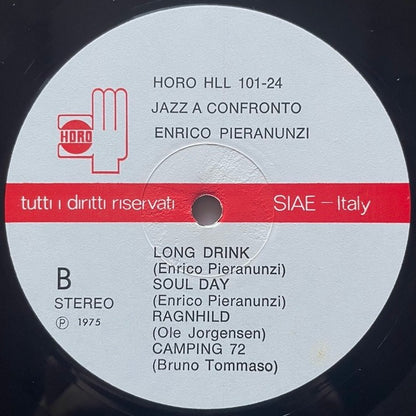 HORO HLL 101-24
JAZZ A CONFRONTO
HORO
ENRICO PIERANUNZI
tutti i diritti riservati
SIAE – Italy
B
STEREO
℗ 1975
LONG DRINK
(Enrico Pieranunzi)
SOUL DAY
(Enrico Pieranunzi)
RAGNHILD
(Ole Jorgensen)
CAMPING 72
(Bruno Tommaso)